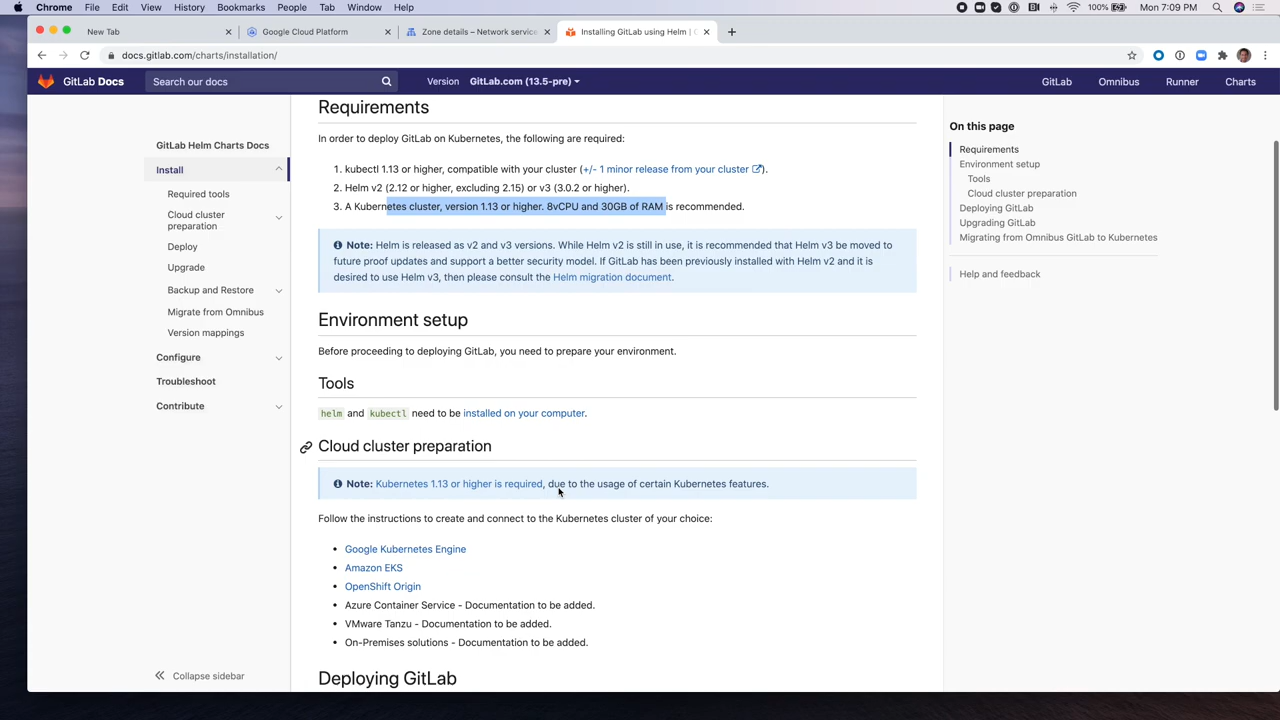 Chrome File Edit View History Bookmarks People Tab Window Help 100% Mon 7:09 PM
New Tab Google Cloud Platform Zone details – Network service Installing GitLab using Helm | G
docs.gitlab.com/charts/installation/
GitLab Docs Search our docs Version GitLab.com (13.5-pre) GitLab Omnibus Runner Charts
GitLab Helm Charts Docs
Install
Required tools
Cloud cluster
preparation
Deploy
Upgrade
Backup and Restore
Migrate from Omnibus
Version mappings
Configure
Troubleshoot
Contribute
Collapse sidebar
Requirements
In order to deploy GitLab on Kubernetes, the following are required:
1. kubectl 1.13 or higher, compatible with your cluster (+/- 1 minor release from your cluster).
2. Helm v2 (2.12 or higher, excluding 2.15) or v3 (3.0.2 or higher).
3. A Kubernetes cluster, version 1.13 or higher. 8vCPU and 30GB of RAM is recommended.
Note: Helm is released as v2 and v3 versions. While Helm v2 is still in use, it is recommended that Helm v3 be moved to
future proof updates and support a better security model. If GitLab has been previously installed with Helm v2 and it is
desired to use Helm v3, then please consult the Helm migration document.
Environment setup
Before proceeding to deploying GitLab, you need to prepare your environment.
Tools
helm and kubectl need to be installed on your computer.
Cloud cluster preparation
Note: Kubernetes 1.13 or higher is required, due to the usage of certain Kubernetes features.
Follow the instructions to create and connect to the Kubernetes cluster of your choice:
• Google Kubernetes Engine
• Amazon EKS
• OpenShift Origin
• Azure Container Service - Documentation to be added.
• VMware Tanzu - Documentation to be added.
• On-Premises solutions - Documentation to be added.
Deploying GitLab
On this page
Requirements
Environment setup
Tools
Cloud cluster preparation
Deploying GitLab
Upgrading GitLab
Migrating from Omnibus GitLab to Kubernetes
Help and feedback